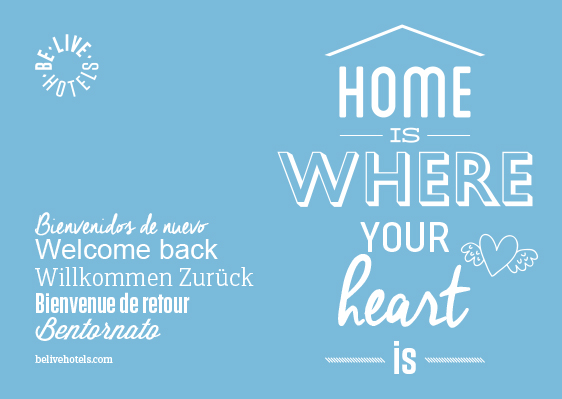 BE·LIVE·
HOTELS
HOME
IS
WHERE
YOUR
heart
is
Bienvenidos de nuevo
Welcome back
Willkommen Zurück
Bienvenue de retour
Bentornato
belivehotels.com